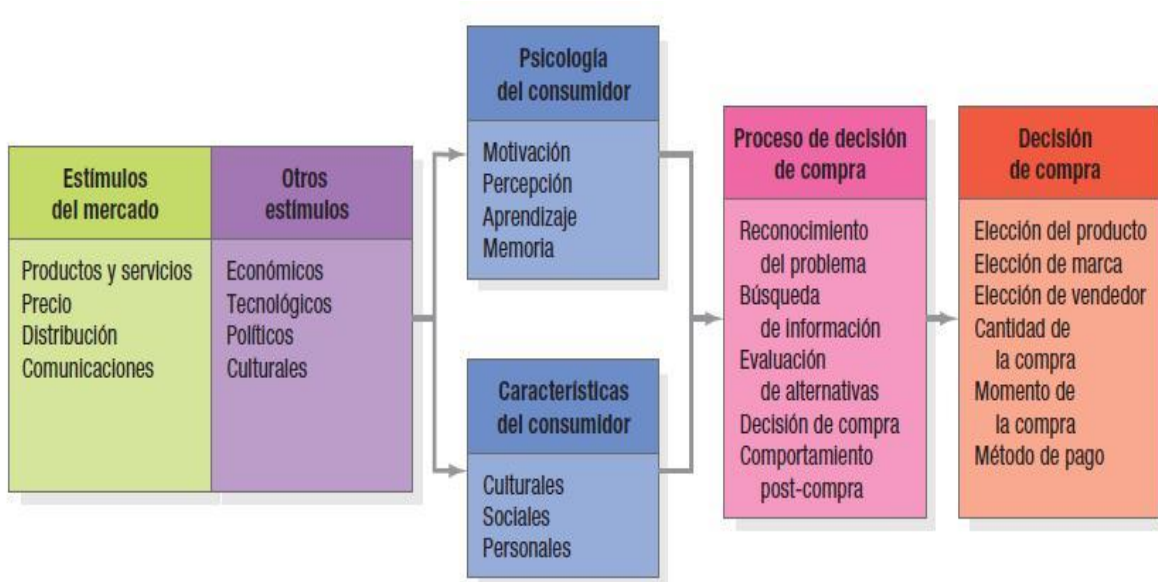 Estímulos
del mercado
Productos y servicios
Precio
Distribución
Comunicaciones
Otros
estímulos
Económicos
Tecnológicos
Políticos
Culturales
Psicología
del consumidor
Motivación
Percepción
Aprendizaje
Memoria
Características
del consumidor
Culturales
Sociales
Personales
Proceso de decisión
de compra
Reconocimiento
del problema
Búsqueda
de información
Evaluación
de alternativas
Decisión de compra
Comportamiento
post-compra
Decisión
de compra
Elección del producto
Elección de marca
Elección de vendedor
Cantidad de
la compra
Momento de
la compra
Método de pago